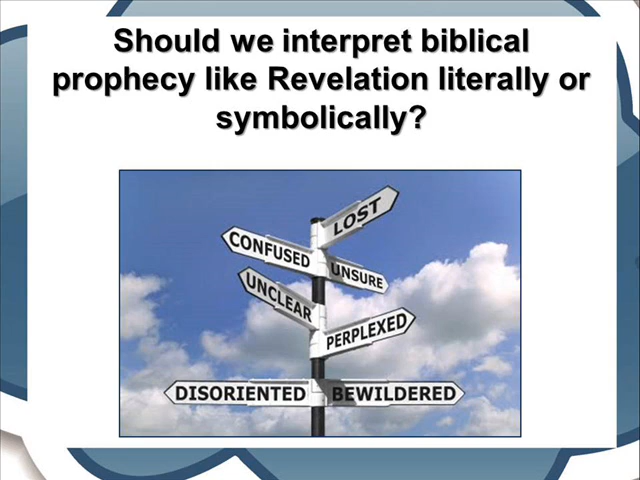 Should we interpret biblical
prophecy like Revelation literally or
symbolically?
LOST
CONFUSED
UNSURE
UNCLEAR
PERPLEXED
DISORIENTED
BEWILDERED